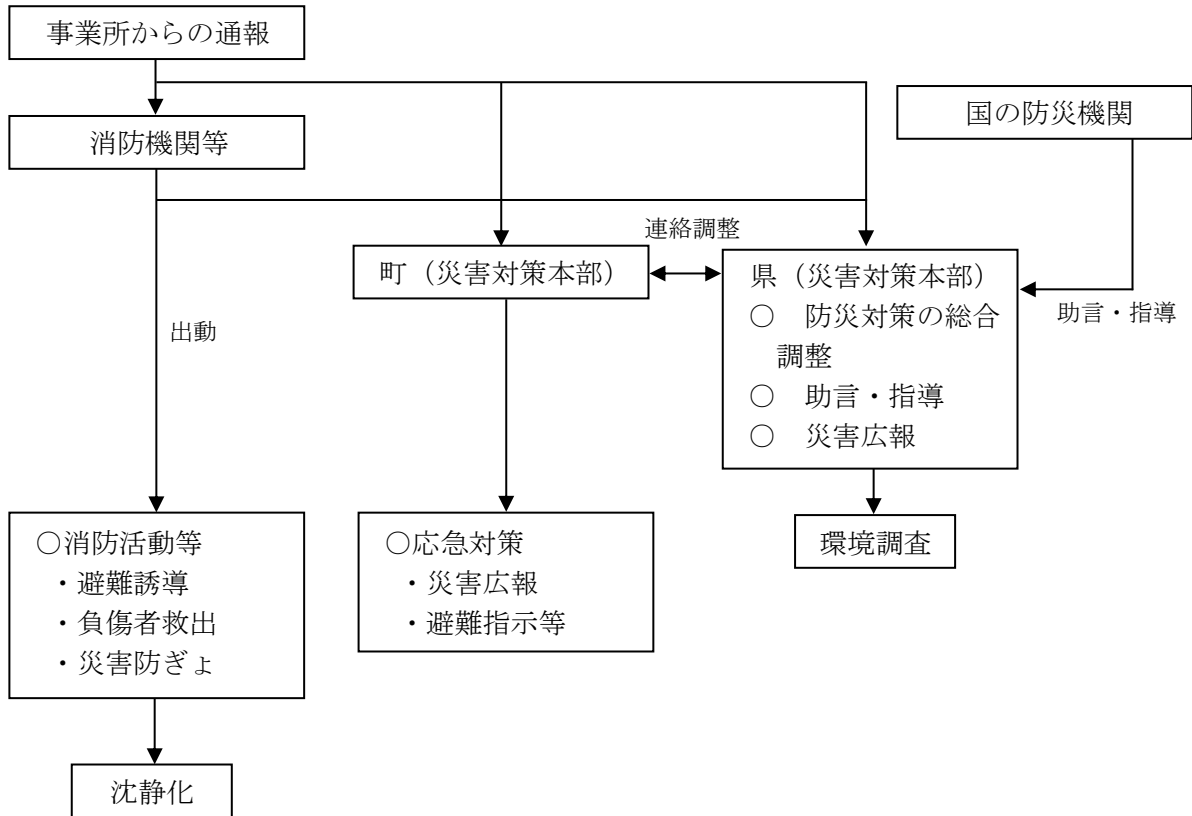 事業所からの通報
国の防災機関
消防機関等
連絡調整
町（災害対策本部）
県（災害対策本部）
○　防災対策の総合
調整
○　助言・指導
○　災害広報
助言・指導
出動
○消防活動等
・避難誘導
・負傷者救出
・災害防ぎょ
○応急対策
・災害広報
・避難指示等
環境調査
沈静化